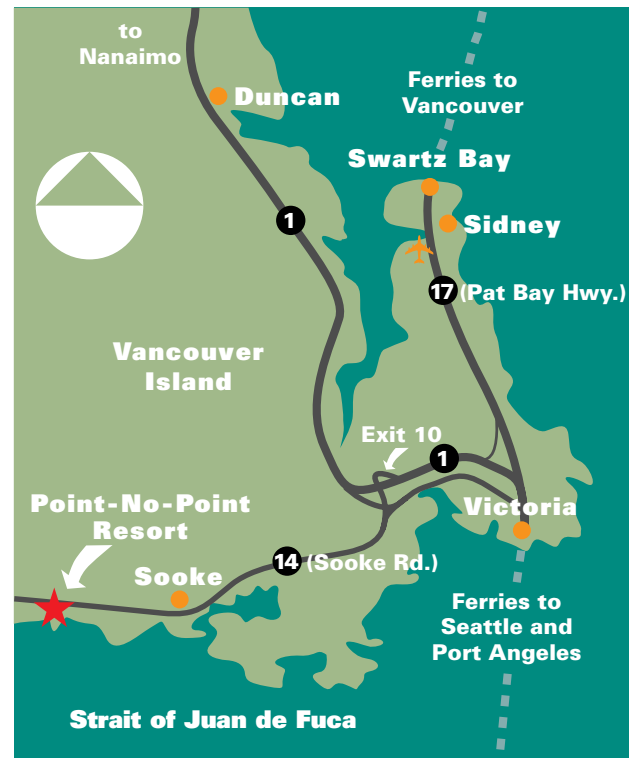 to
Nanaimo
Duncan
Ferries to
Vancouver
Swartz Bay
Sidney
1
17 (Pat Bay Hwy.)
Vancouver
Island
Exit 10
1
Point-No-Point
Resort
Victoria
14 (Sooke Rd.)
Sooke
Ferries to
Seattle and
Port Angeles
Strait of Juan de Fuca